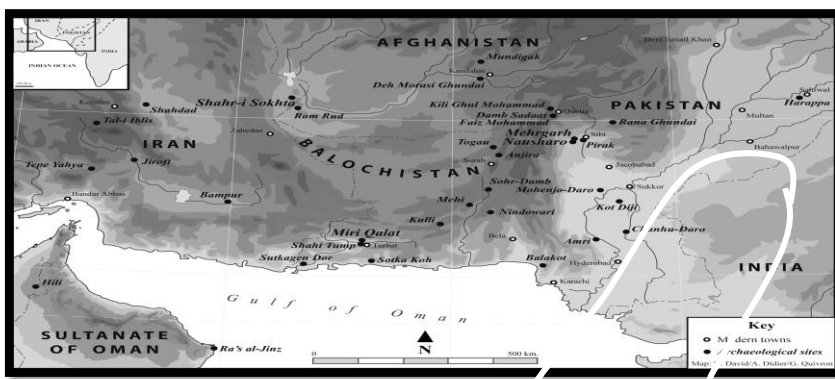 IRAN
PAKISTAN
ARABIA
INDIA
INDIAN OCEAN
AFGHANISTAN
Dera Ismail Khan
Mundigak
Kandahar
Deh Morasi Ghundai
Kerman
Shahdad
Shahr-i Sokhta
Ram Rud
Tal-i Iblis
Kili Ghul Mohammad
Quetta
Damb Sadaat
Faiz Mohammad
PAKISTAN
Rana Ghundai
Sahiwal
Harappa
Multan
Zahedan
IRAN
BALOCHISTAN
Mehrgarh
Sibi
Nausharo
Pirak
Togau
Anjira
Surab
Bahawalpur
Tepe Yahya
Jiroft
Jacobabad
Sohr-Damb
Mohenjo-Daro
Sukkur
Bandar Abbas
Bampur
Mehi
Nindowari
Kot Diji
Kulli
Chanhu-Daro
Miri Qalat
Shahi Tump
Turbat
Bela
Amri
Sutkagen Dor
Sotka Koh
Balakot
Hyderabad
INDIA
Karachi
Hili
Gulf of Oman
SULTANATE
OF OMAN
Ra's al-Jinz
N
0
500 km.
Key
dern towns
chaeological sites
Map: David/A. Didier/G. Quivron